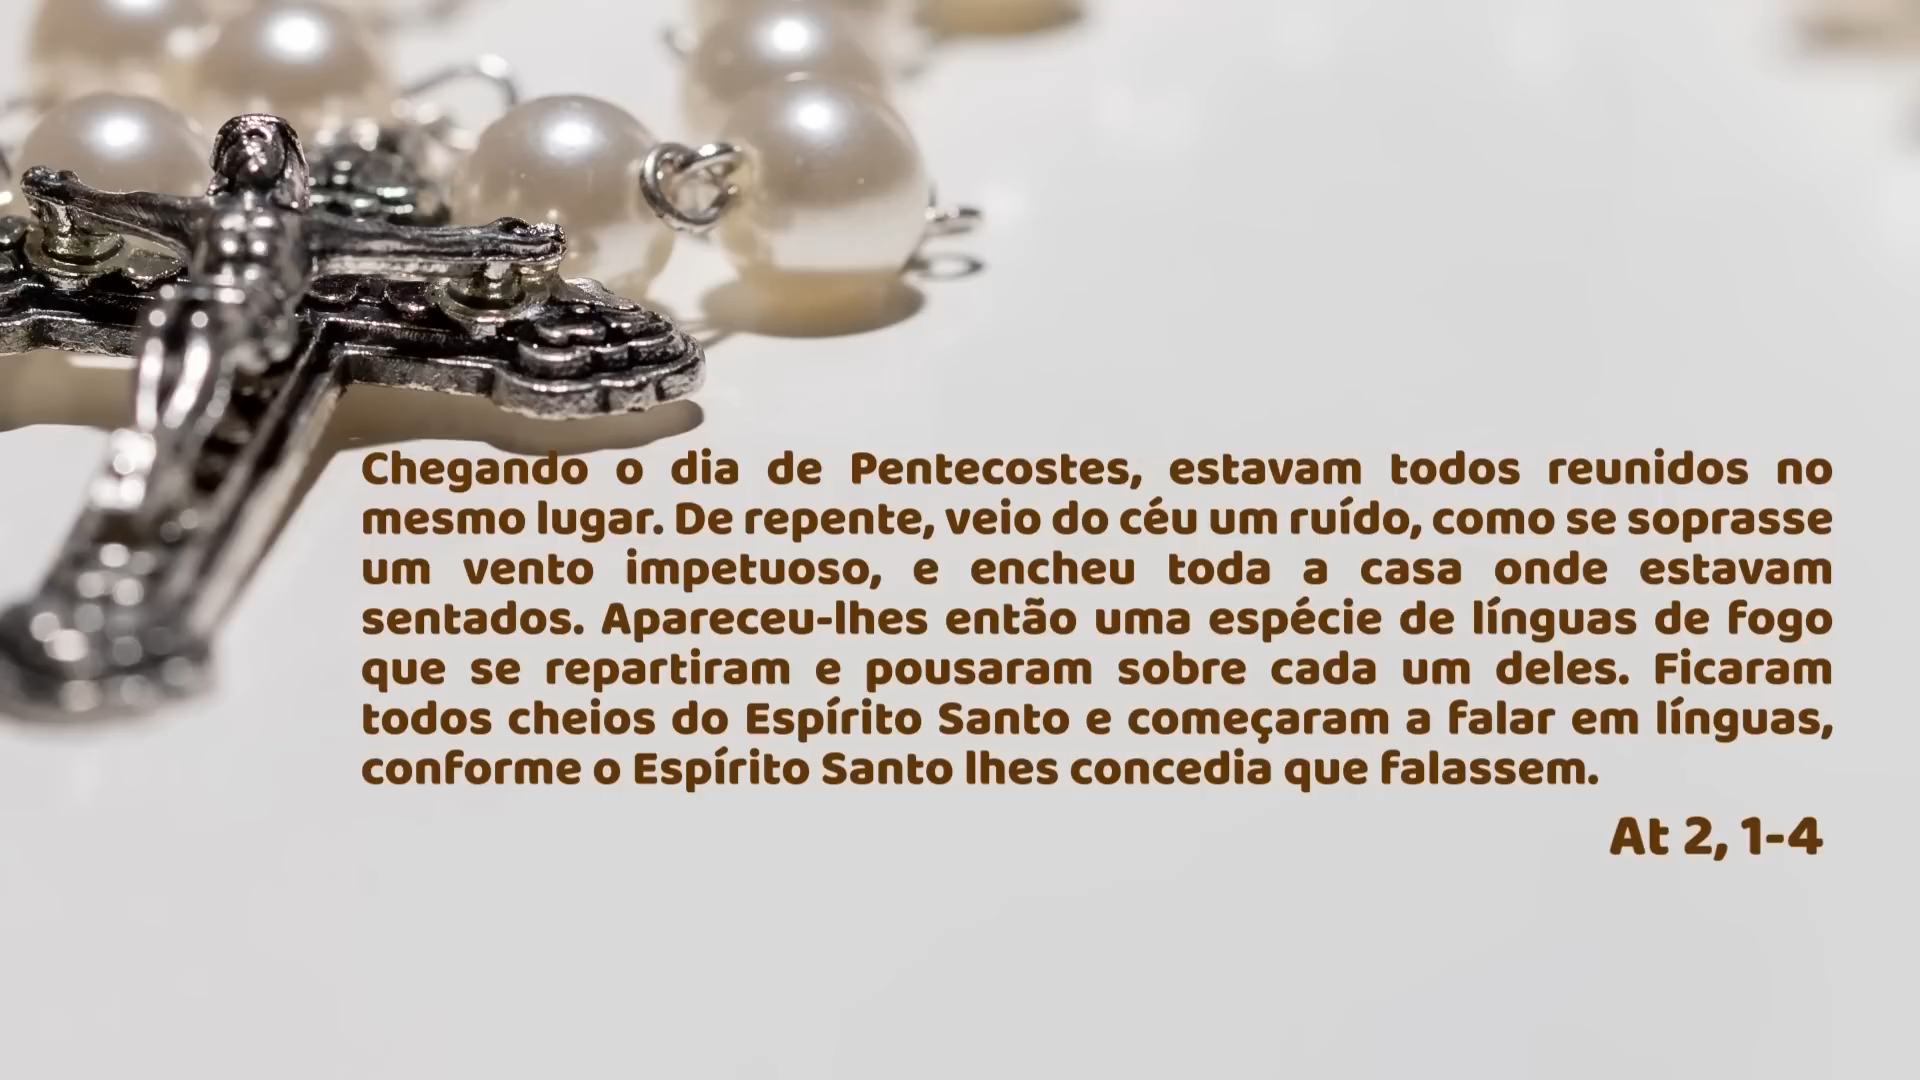 Chegando o dia de Pentecostes, estavam todos reunidos no
mesmo lugar. De repente, veio do céu um ruído, como se soprasse
um vento impetuoso, e encheu toda a casa onde estavam
sentados. Apareceu-lhes então uma espécie de línguas de fogo
que se repartiram e pousaram sobre cada um deles. Ficaram
todos cheios do Espírito Santo e começaram a falar em línguas,
conforme o Espírito Santo lhes concedia que falassem.
At 2, 1-4